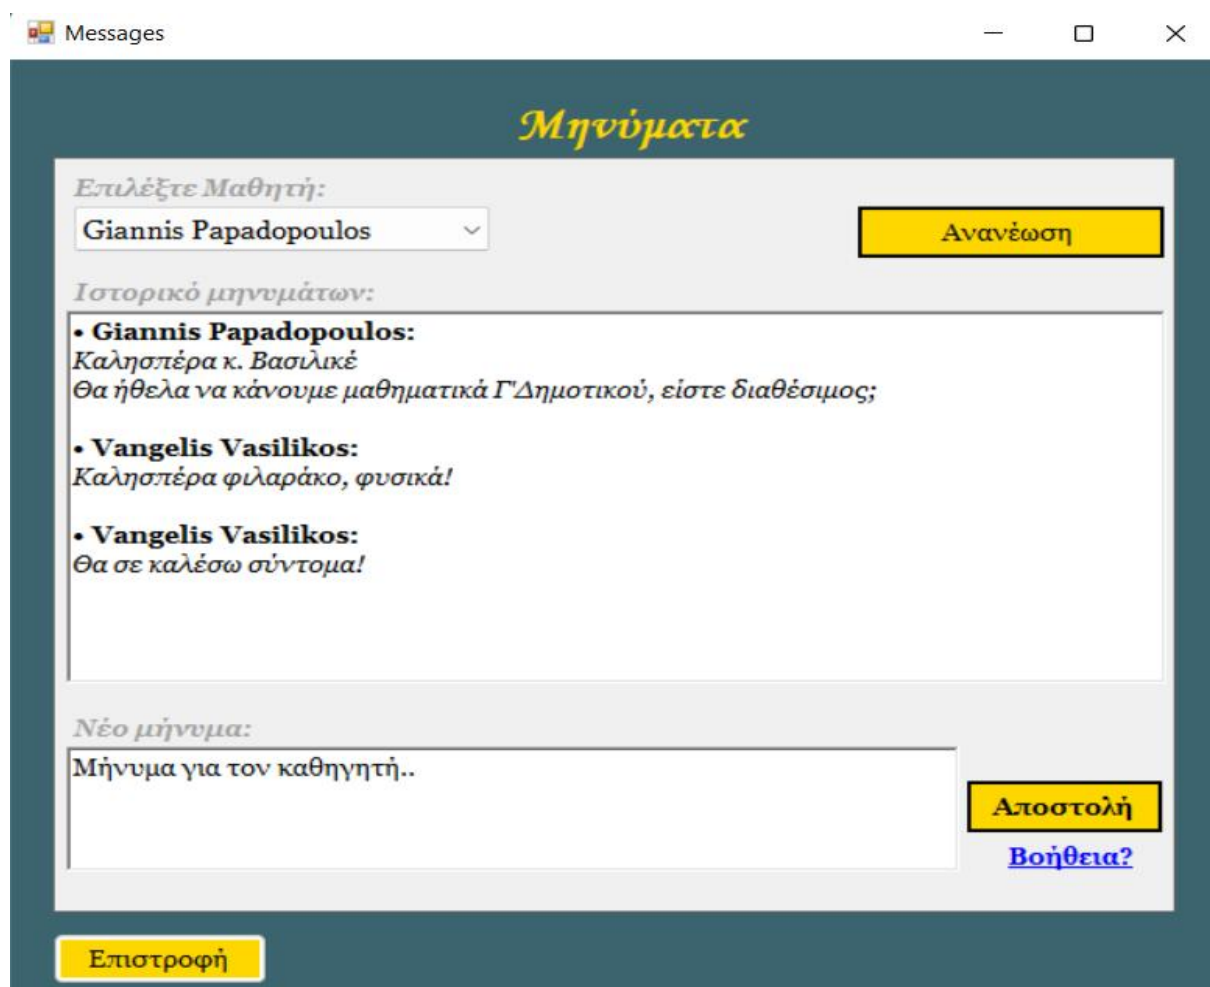 Messages
Μηνύματα
Επιλέξτε Μαθητή:
Giannis Papadopoulos
Ανανέωση
Ιστορικό μηνυμάτων:
• Giannis Papadopoulos:
Καλησπέρα κ. Βασιλικέ
Θα ήθελα να κάνουμε μαθηματικά Γ'Δημοτικού, είστε διαθέσιμος;
• Vangelis Vasilikos:
Καλησπέρα φιλαράκο, φυσικά!
• Vangelis Vasilikos:
Θα σε καλέσω σύντομα!
Νέο μήνυμα:
Μήνυμα για τον καθηγητή..
Αποστολή
Βοήθεια?
Επιστροφή